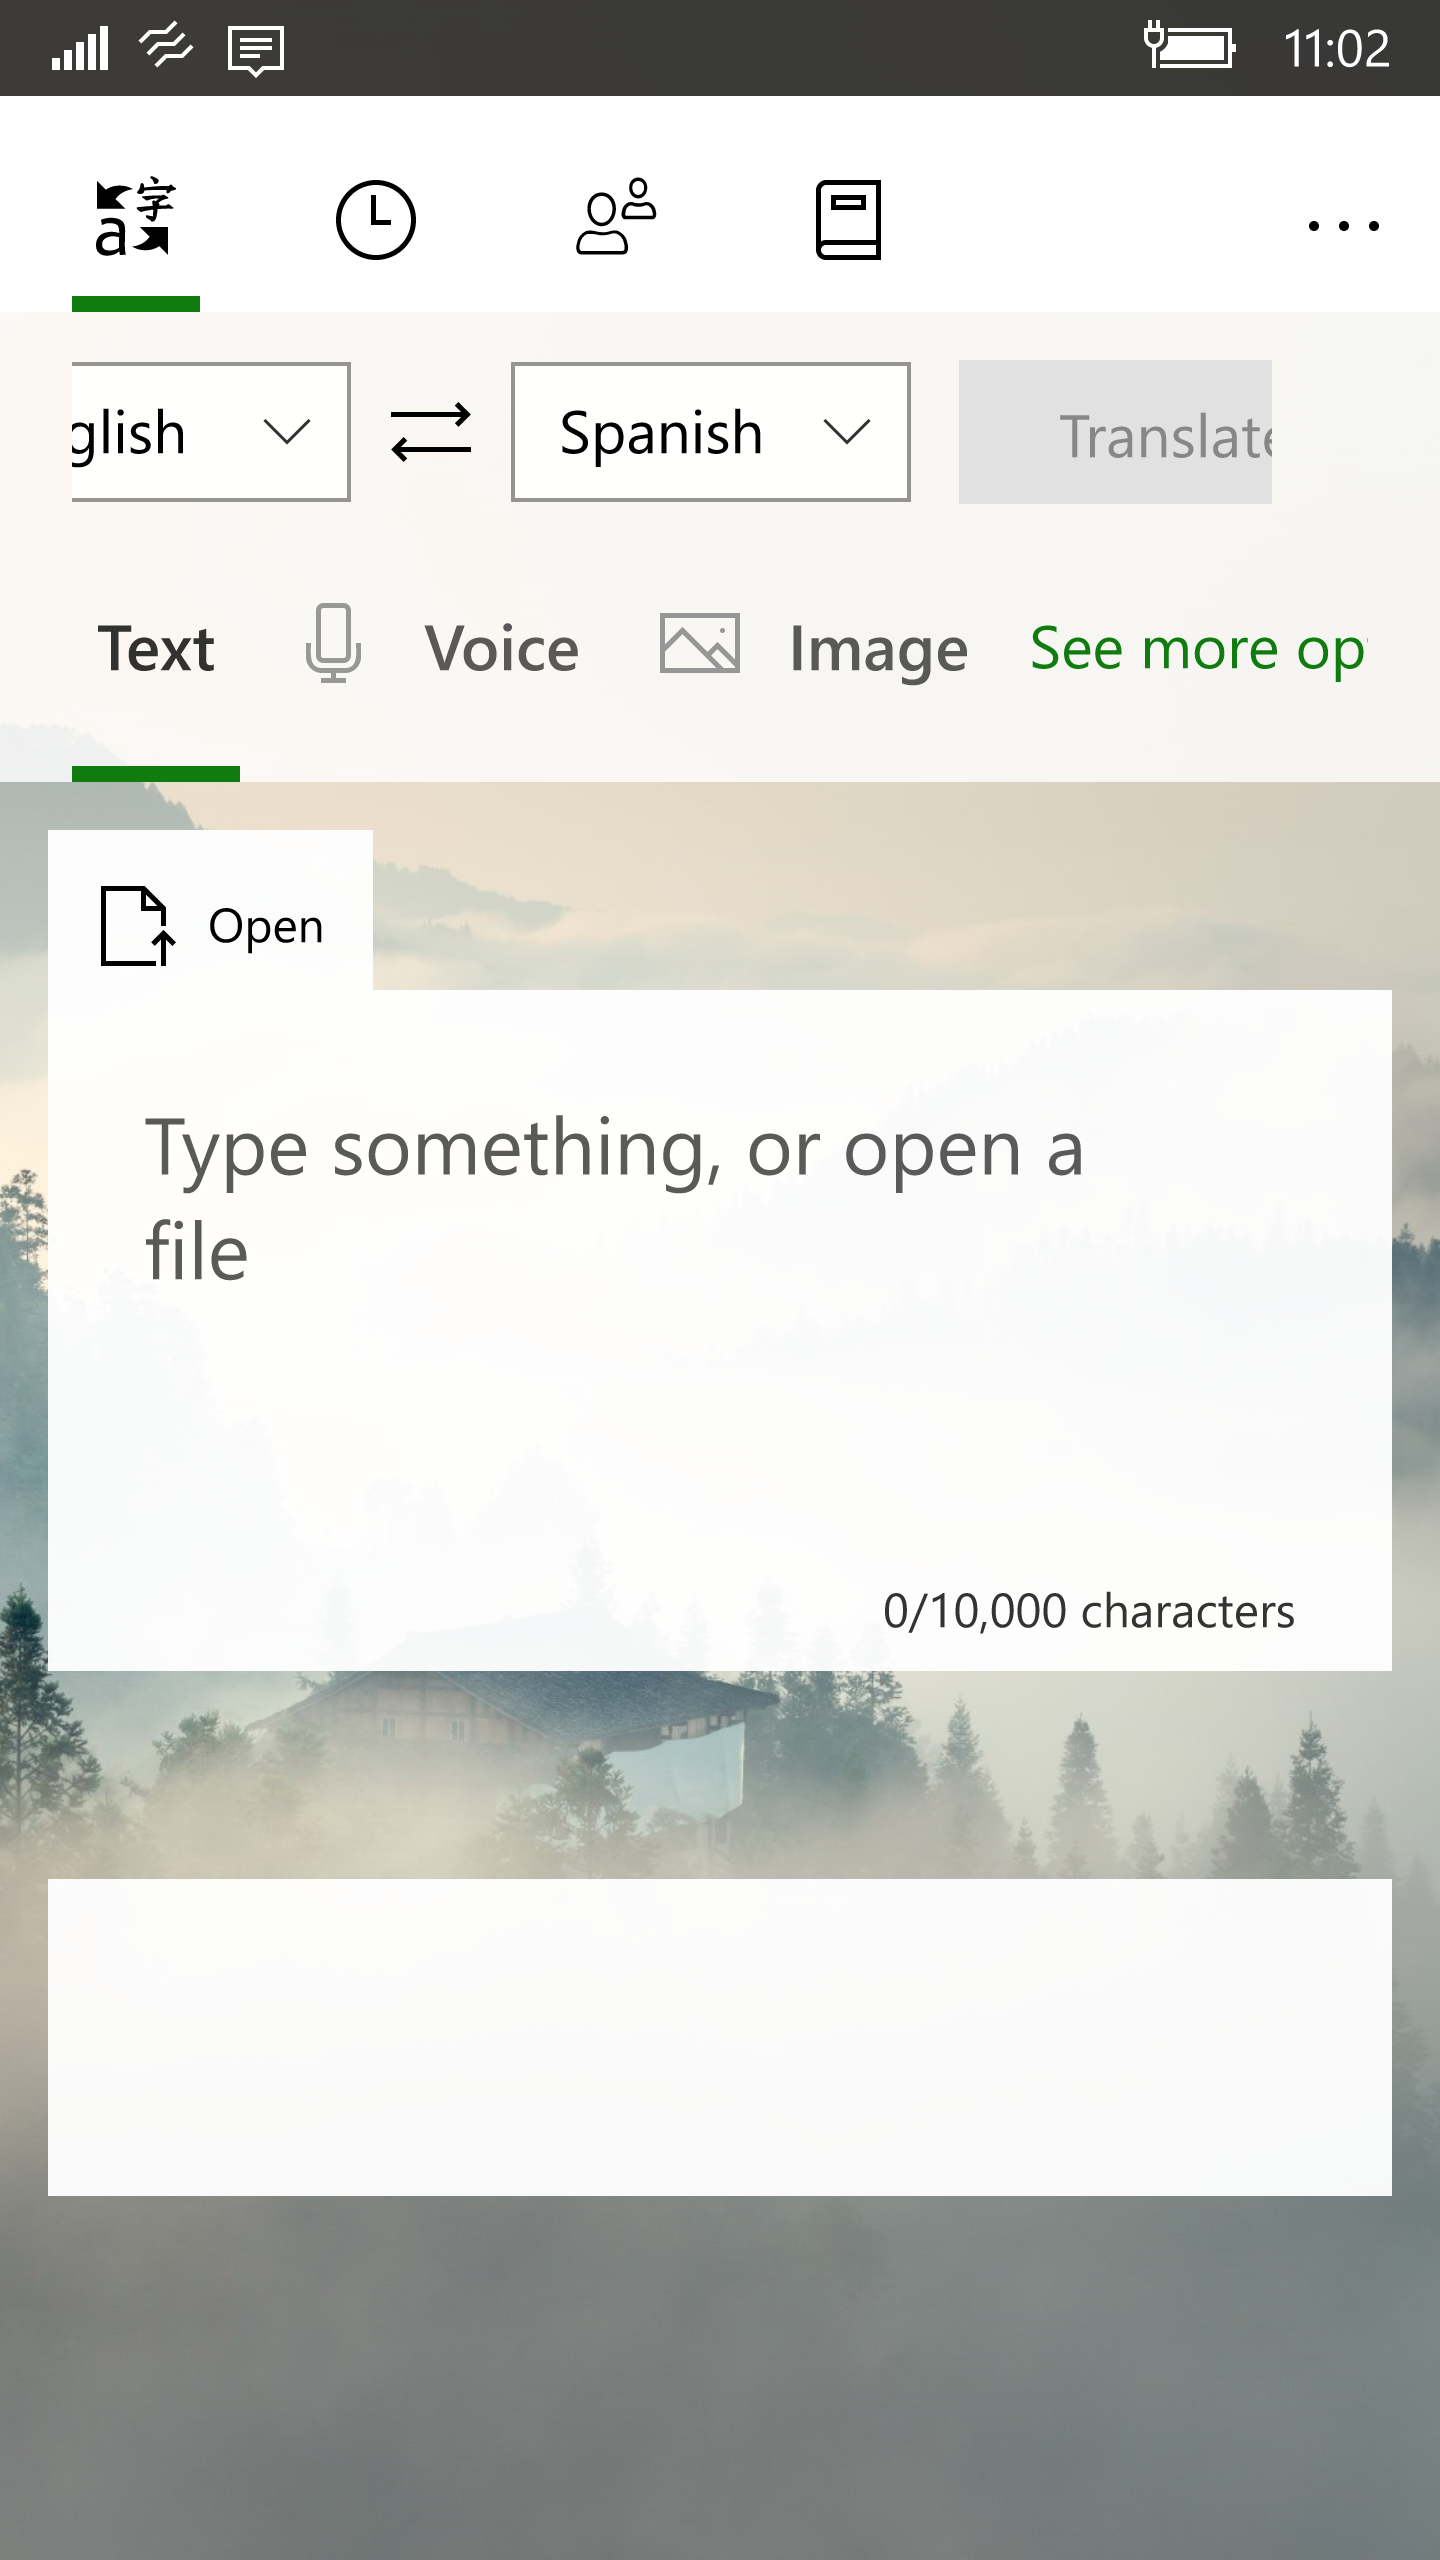 11:02
字
a
glish
Spanish
Translate
Text
Voice
Image
See more op
Open
Type something, or open a
file
0/10,000 characters